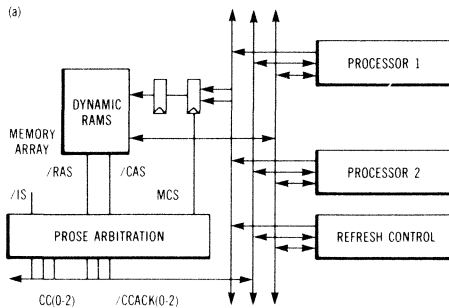 (a)
PROCESSOR 1
DYNAMIC
RAMS
MEMORY
ARRAY
/RAS
/CAS
/IS
MCS
PROCESSOR 2
PROSE ARBITRATION
REFRESH CONTROL
CC(0-2)
/CCACK(0-2)